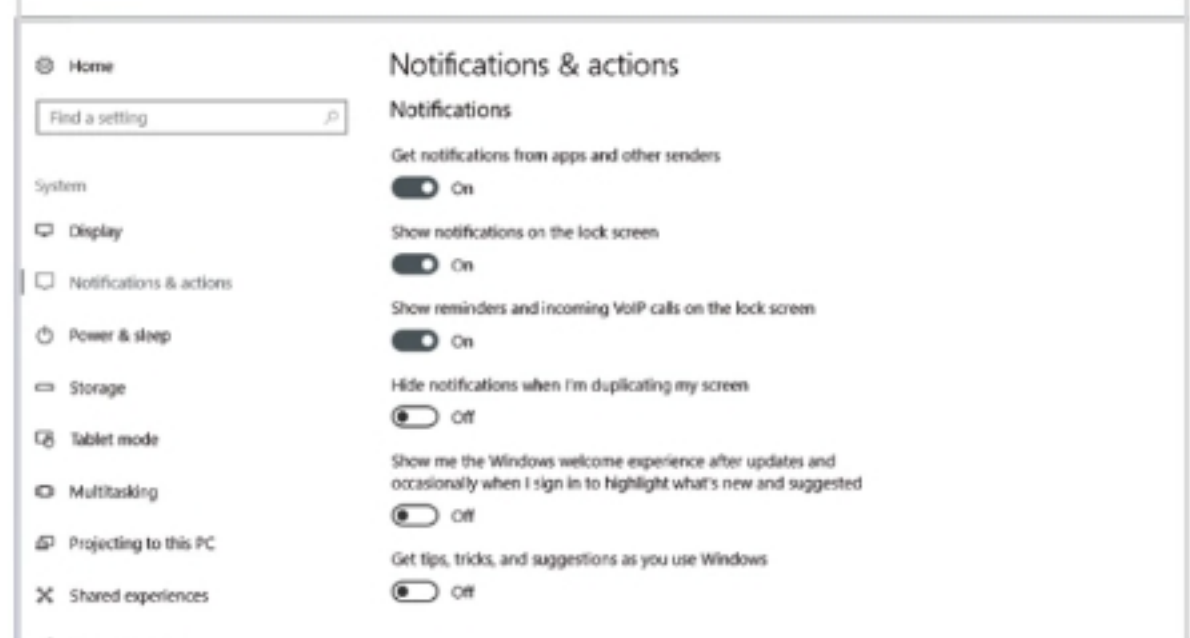 Home
Find a setting
System
Display
Notifications & actions
Power & sleep
Storage
Tablet mode
Multitasking
Projecting to this PC
Shared experiences
Notifications & actions
Notifications
Get notifications from apps and other senders
On
Show notifications on the lock screen
On
Show reminders and incoming VoIP calls on the lock screen
On
Hide notifications when I'm duplicating my screen
Off
Show me the Windows welcome experience after updates and
occasionally when I sign in to highlight what's new and suggested
Off
Get tips, tricks, and suggestions as you use Windows
Off